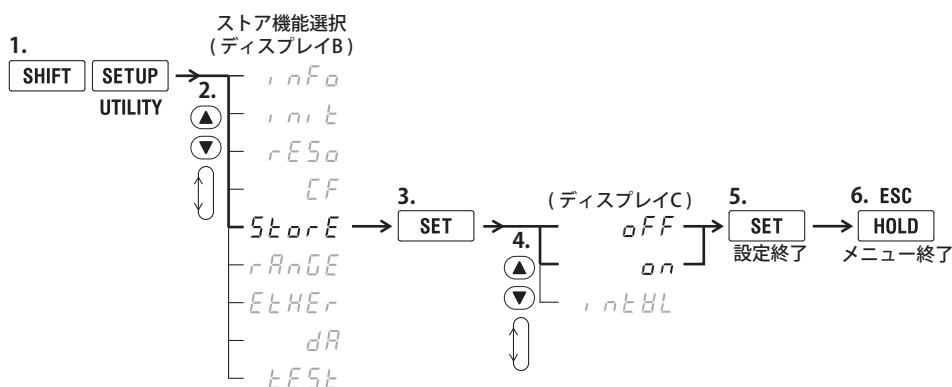 ストア機能選択
(ディスプレイB)
1.
SHIFT SETUP
UTILITY
2.
inFo
init
rESo
CF
StorE
rAnGE
EtHEr
dA
tESt
3.
SET
(ディスプレイC)
4.
oFF
on
intVL
5.
SET
設定終了
6. ESC
HOLD
メニュー終了